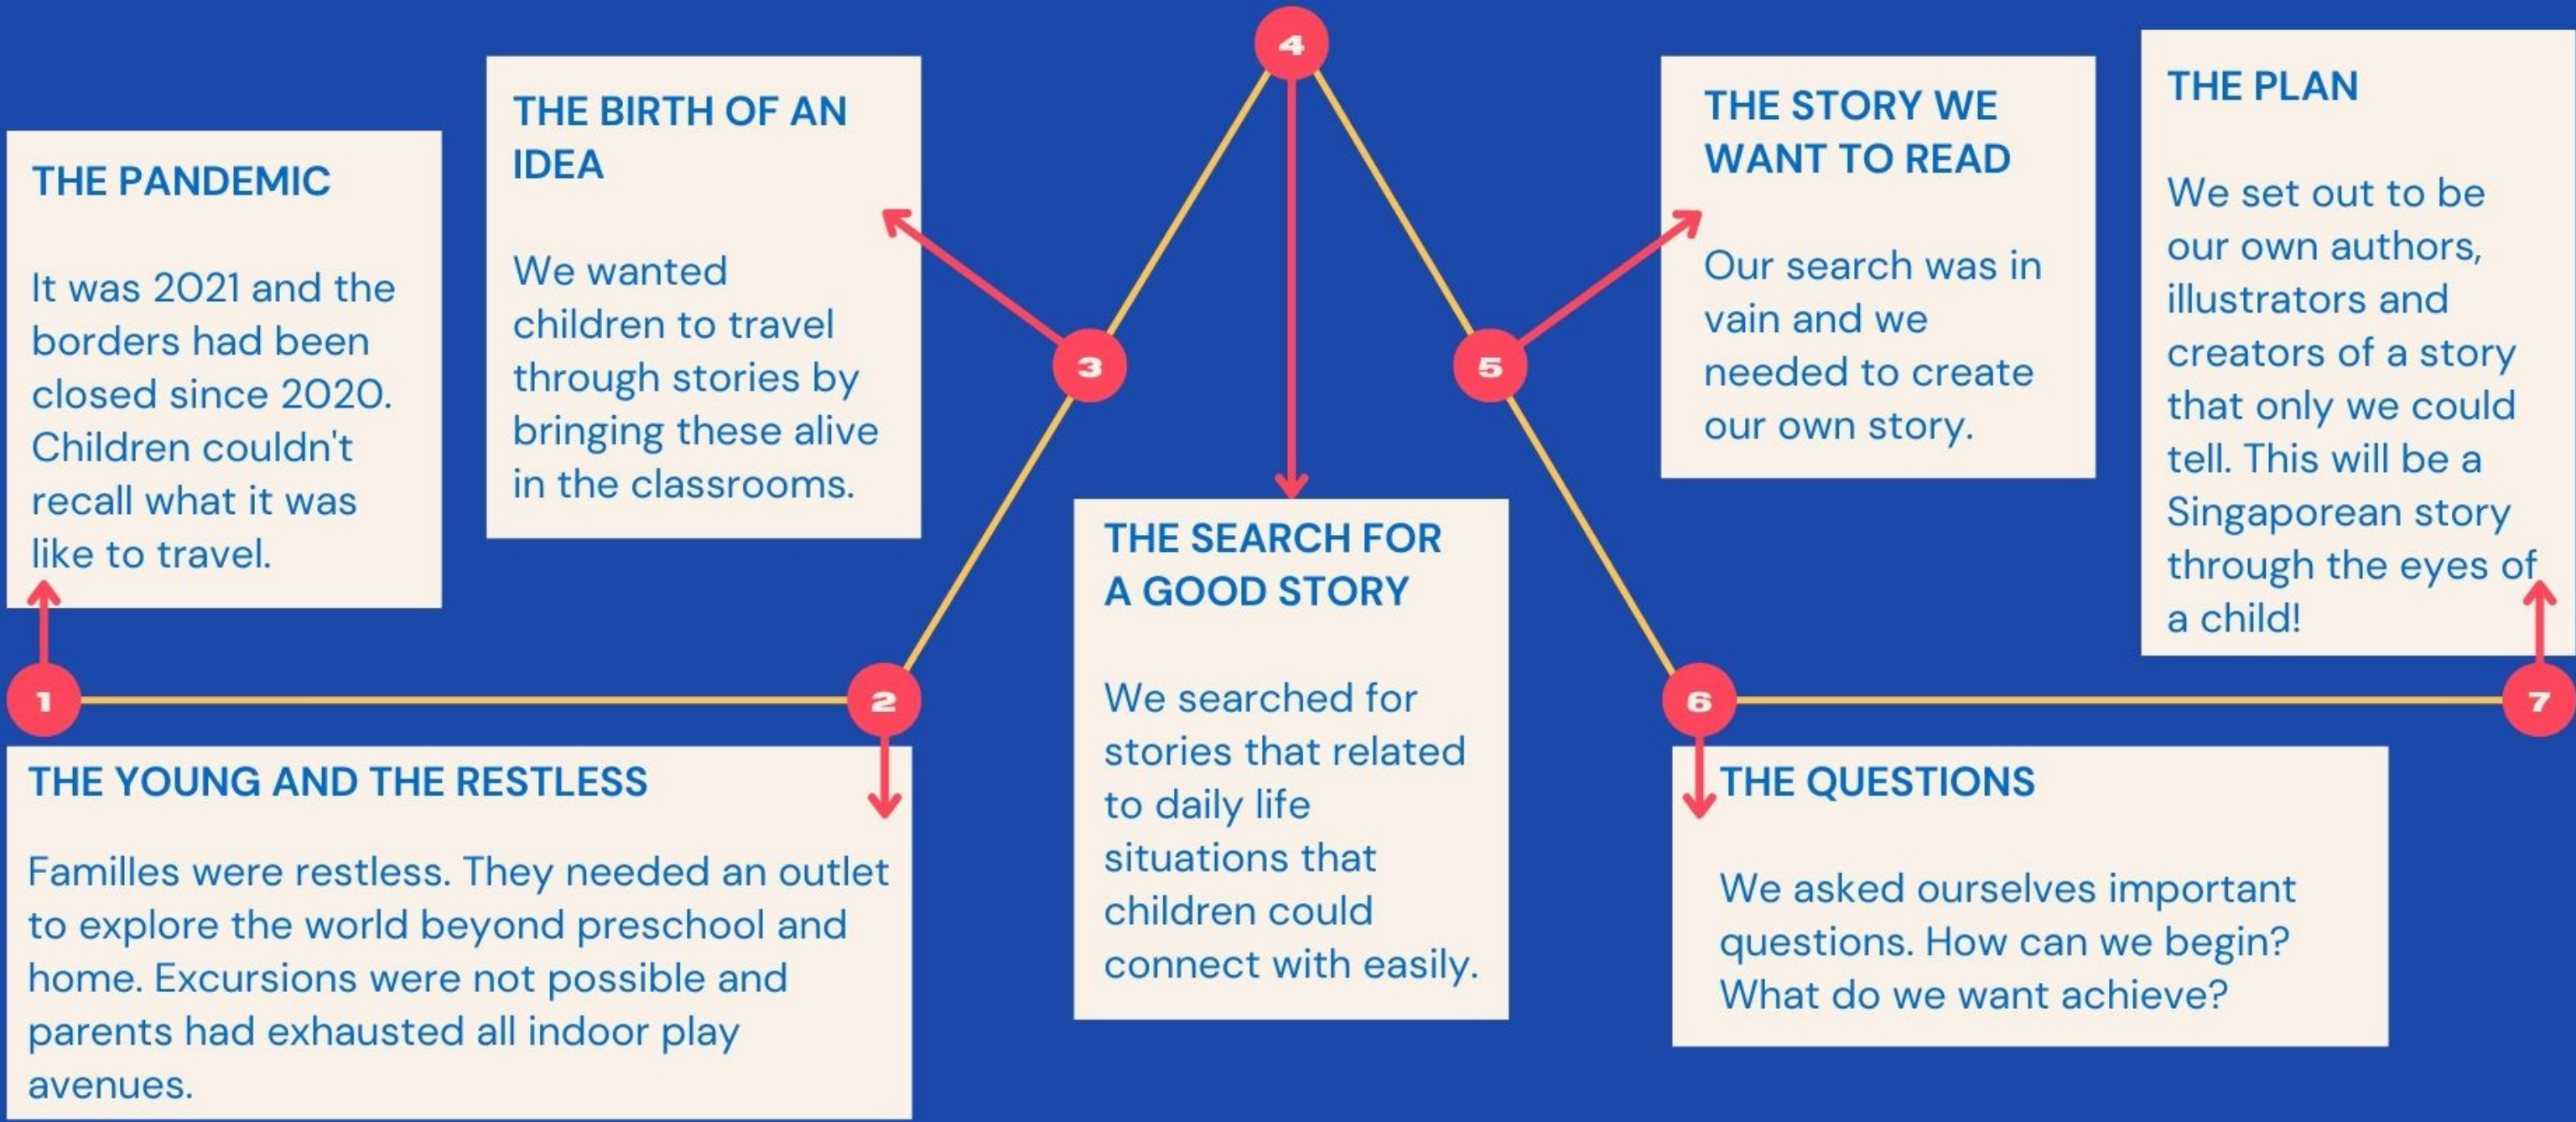 1
THE PANDEMIC
It was 2021 and the
borders had been
closed since 2020.
Children couldn't
recall what it was
like to travel.
2
THE YOUNG AND THE RESTLESS
Familles were restless. They needed an outlet
to explore the world beyond preschool and
home. Excursions were not possible and
parents had exhausted all indoor play
avenues.
3
THE BIRTH OF AN
IDEA
We wanted
children to travel
through stories by
bringing these alive
in the classrooms.
4
THE SEARCH FOR
A GOOD STORY
We searched for
stories that related
to daily life
situations that
children could
connect with easily.
5
THE STORY WE
WANT TO READ
Our search was in
vain and we
needed to create
our own story.
6
THE QUESTIONS
We asked ourselves important
questions. How can we begin?
What do we want achieve?
7
THE PLAN
We set out to be
our own authors,
illustrators and
creators of a story
that only we could
tell. This will be a
Singaporean story
through the eyes of
a child!